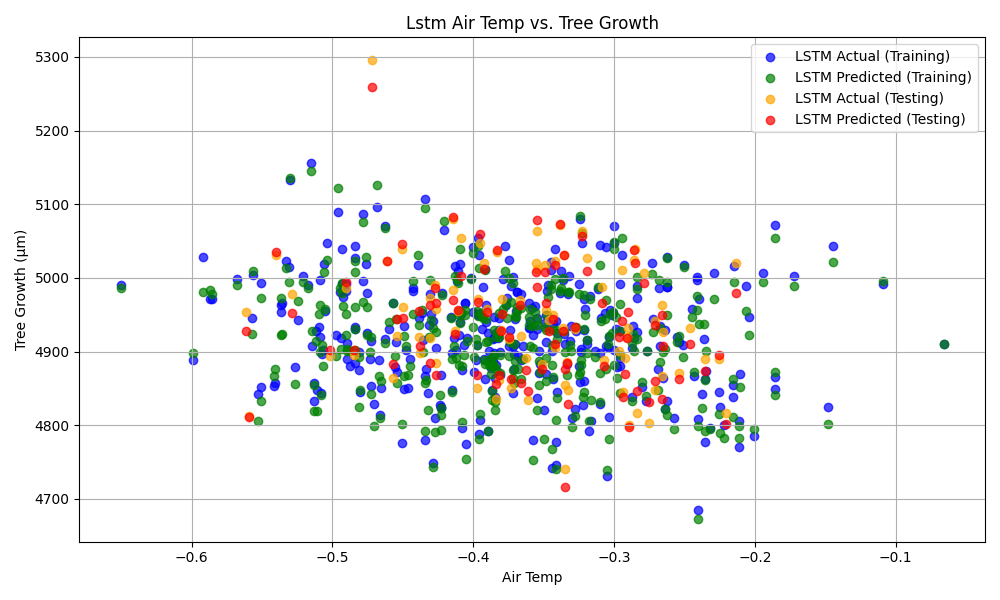 Lstm Air Temp vs. Tree Growth
LSTM Actual (Training)
LSTM Predicted (Training)
LSTM Actual (Testing)
LSTM Predicted (Testing)
Tree Growth (μm)
5300
5200
5100
5000
4900
4800
4700
−0.6
−0.5
−0.4
−0.3
−0.2
−0.1
Air Temp